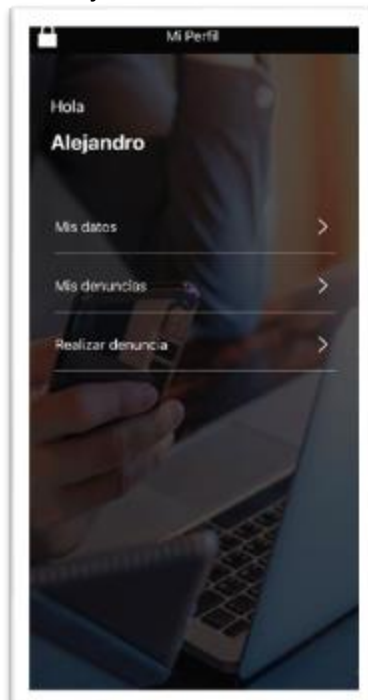 Mi Perfil
Hola
Alejandro
Mis datos
Mis denuncias
Realizar denuncia